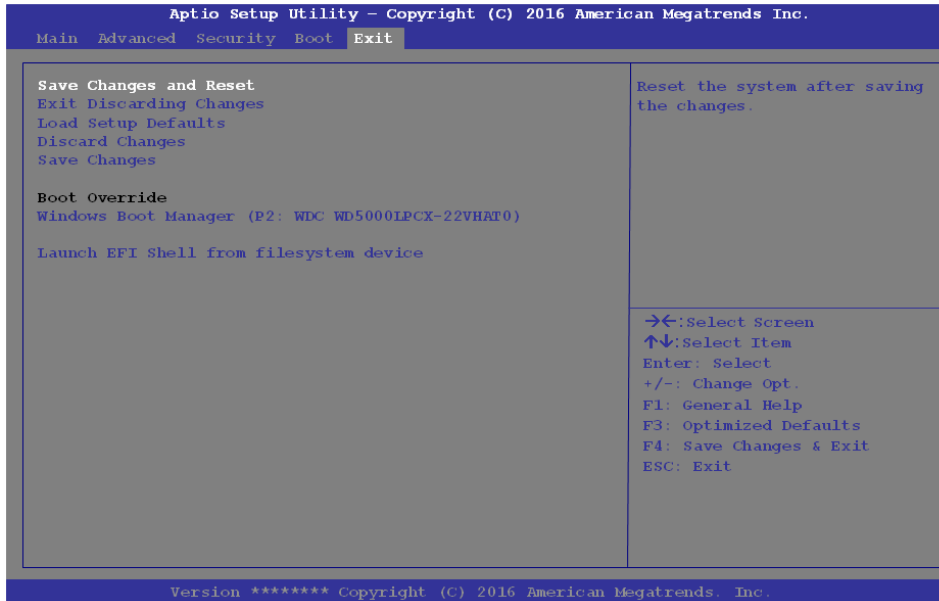 Aptio Setup Utility – Copyright (C) 2016 American Megatrends Inc.
Main Advanced Security Boot Exit
Save Changes and Reset
Exit Discarding Changes
Load Setup Defaults
Discard Changes
Save Changes
Boot Override
Windows Boot Manager (P2: WDC WD5000LPCX-22VHAT0)
Launch EFI Shell from filesystem device
Reset the system after saving
the changes.
→←:Select Screen
↑↓:Select Item
Enter: Select
+/-: Change Opt.
F1: General Help
F3: Optimized Defaults
F4: Save Changes & Exit
ESC: Exit
Version ******** Copyright (C) 2016 American Megatrends. Inc.